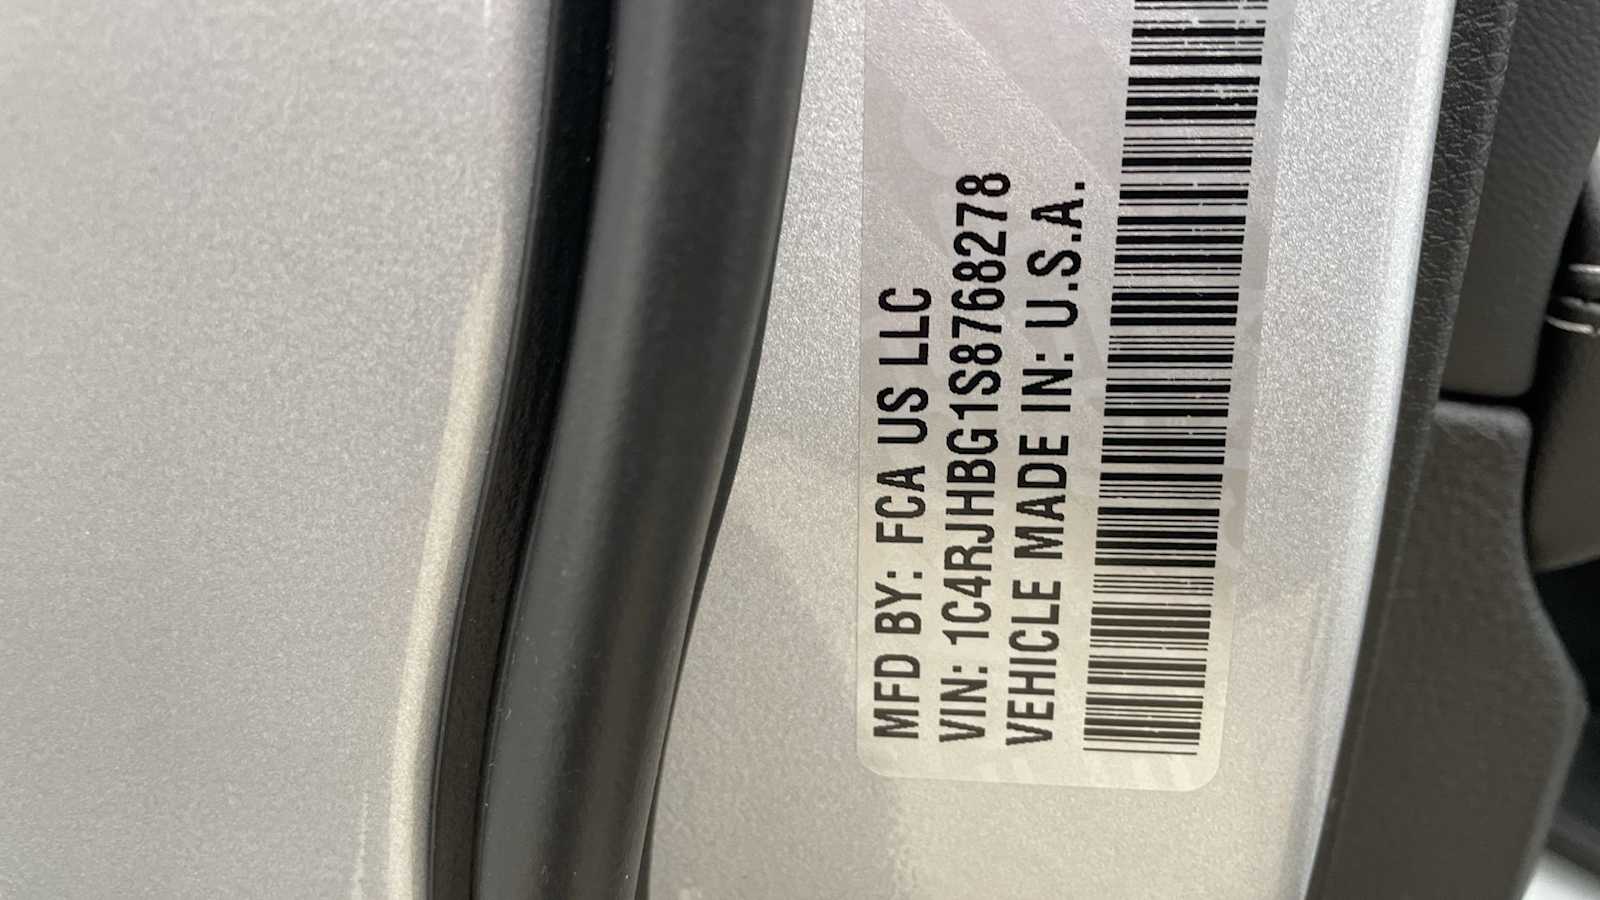 MFD BY: FCA US LLC
VIN: 1C4RJHBG1S8768278
VEHICLE MADE IN: U.S.A.